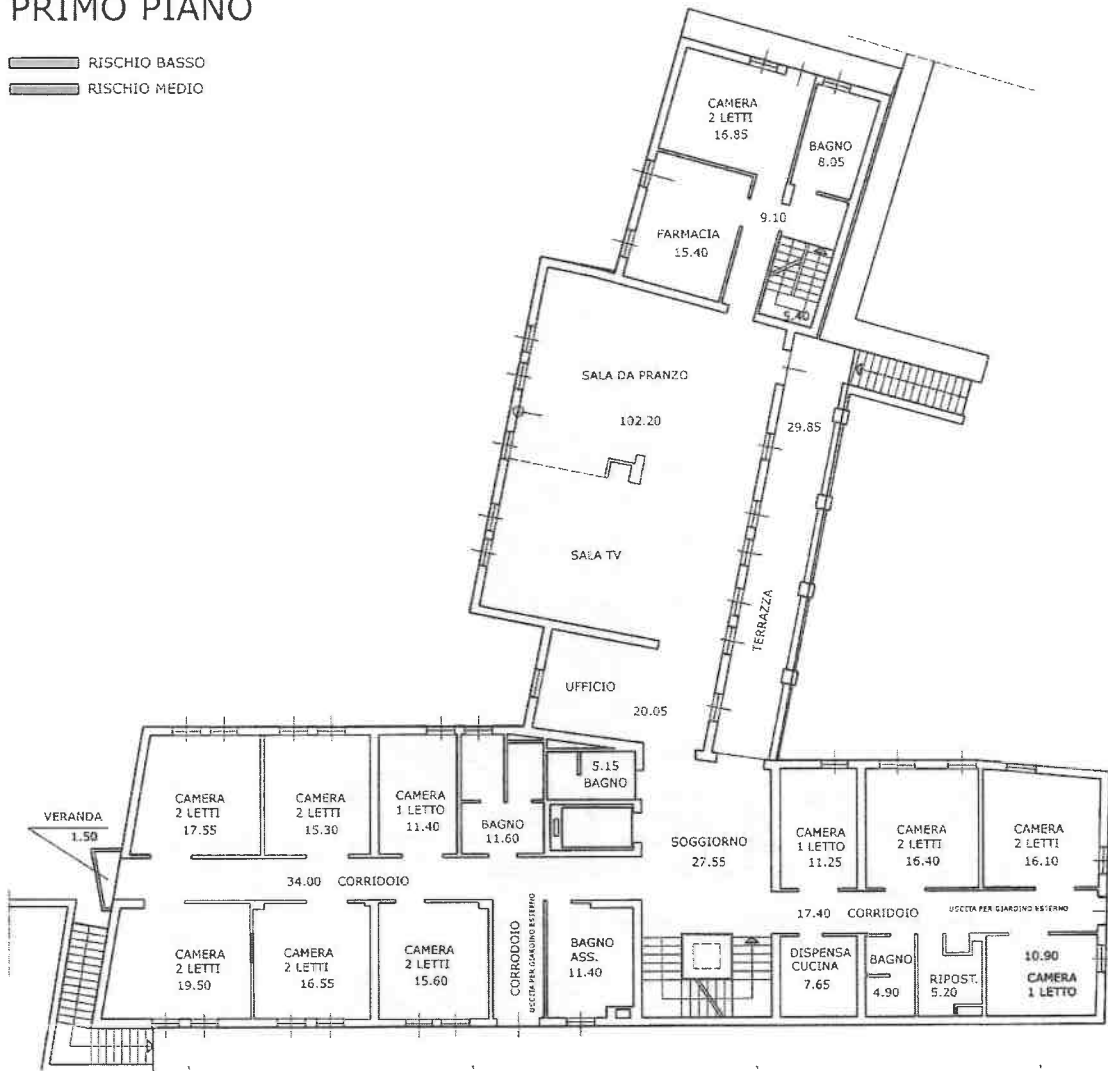 PRIMO PIANO
RISCHIO BASSO
RISCHIO MEDIO
CAMERA
2 LETTI
16.85
BAGNO
8.05
FARMACIA
15.40
9.10
5.40
SALA DA PRANZO
102.20
29.85
SALA TV
TERRAZZA
UFFICIO
20.05
5.15
BAGNO
VERANDA
1.50
CAMERA
2 LETTI
17.55
CAMERA
2 LETTI
15.30
CAMERA
1 LETTO
11.40
BAGNO
11.60
SOGGIORNO
27.55
CAMERA
1 LETTO
11.25
CAMERA
2 LETTI
16.40
CAMERA
2 LETTI
16.10
34.00 CORRIDOIO
17.40 CORRIDOIO
USCITA PER GIARDINO ESTERNO
CAMERA
2 LETTI
19.50
CAMERA
2 LETTI
16.55
CAMERA
2 LETTI
15.60
CORRODOIO
USCITA PER GIARDINO ESTERNO
BAGNO
ASS.
11.40
DISPENSA
CUCINA
7.65
BAGNO
4.90
RIPOST.
5.20
10.90
CAMERA
1 LETTO